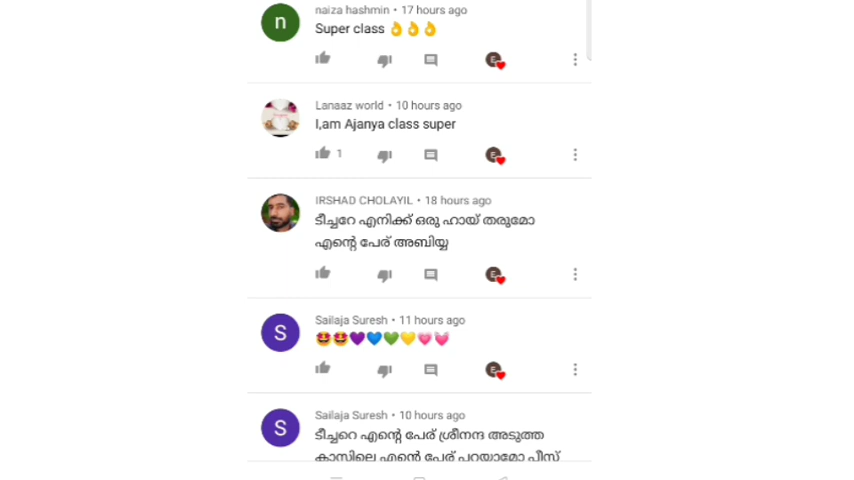 naiza hashmin • 17 hours ago
Super class 👌👌👌
Lanaaz world • 10 hours ago
I,am Ajanya class super
1
IRSHAD CHOLAYIL • 18 hours ago
ടീച്ചറേ എനിക്ക് ഒരു ഹായ് തരുമോ
എന്റെ പേര് അബിയ്യ
S
Sailaja Suresh • 11 hours ago
🤩🤩💜💙💚💛💗💓
S
Sailaja Suresh • 10 hours ago
ടീച്ചറെ എന്റെ പേര് ശ്രീനന്ദ അടുത്ത
കാസിലെ എൻെ പേര് പറയാമോ പീസ്